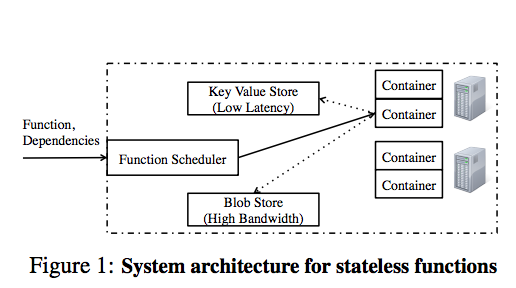 Key Value Store
(Low Latency)
Container
Container
Function,
Dependencies
Function Scheduler
Container
Container
Blob Store
(High Bandwidth)
Figure 1: System architecture for stateless functions